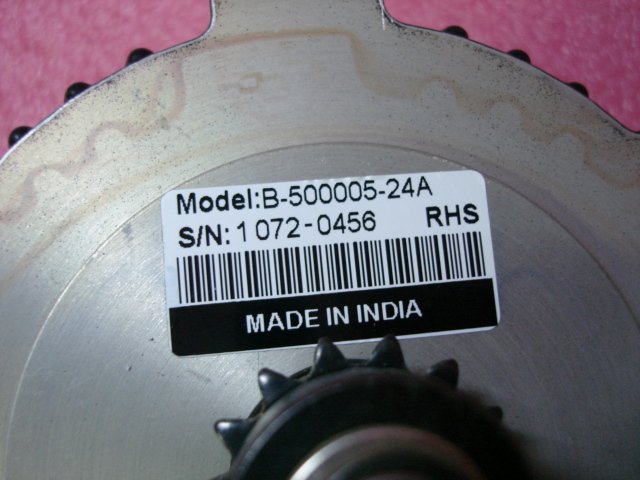 Model:B-500005-24A
S/N: 1 072-0456 RHS
MADE IN INDIA